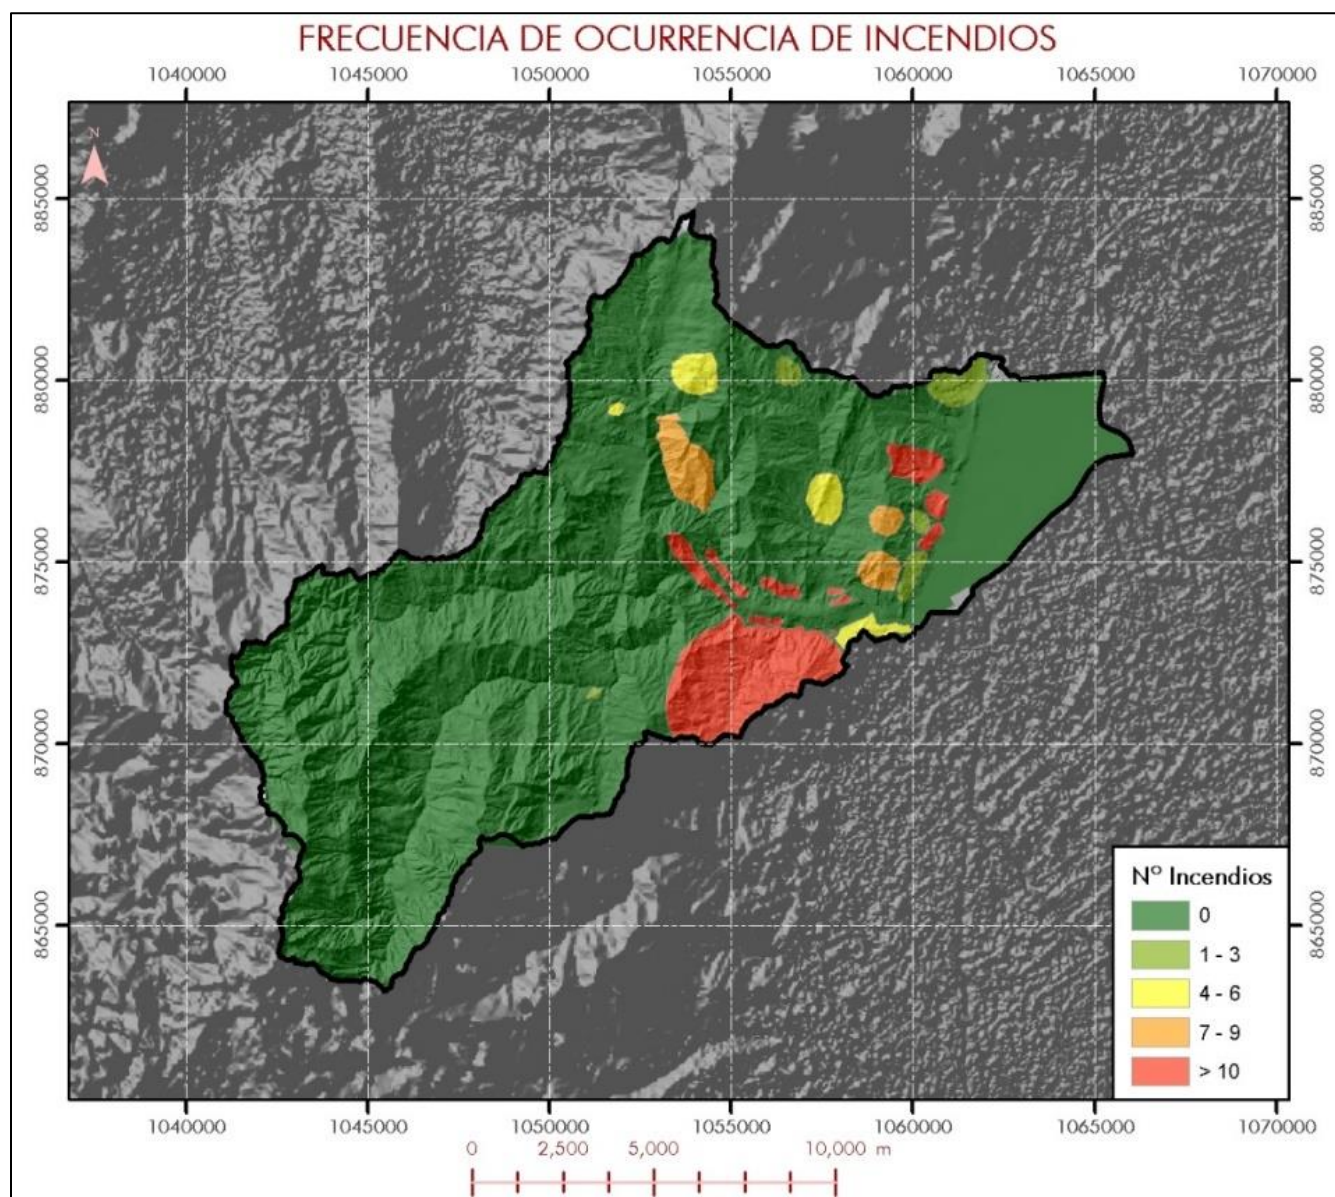 FRECUENCIA DE OCURRENCIA DE INCENDIOS
1040000 1045000 1050000 1055000 1060000 1065000 1070000
N
885000 885000
880000 880000
875000 875000
870000 870000
865000 865000
Nº Incendios
0
1 - 3
4 - 6
7 - 9
> 10
1040000 1045000 1050000 1055000 1060000 1065000 1070000
0 2,500 5,000 10,000 m